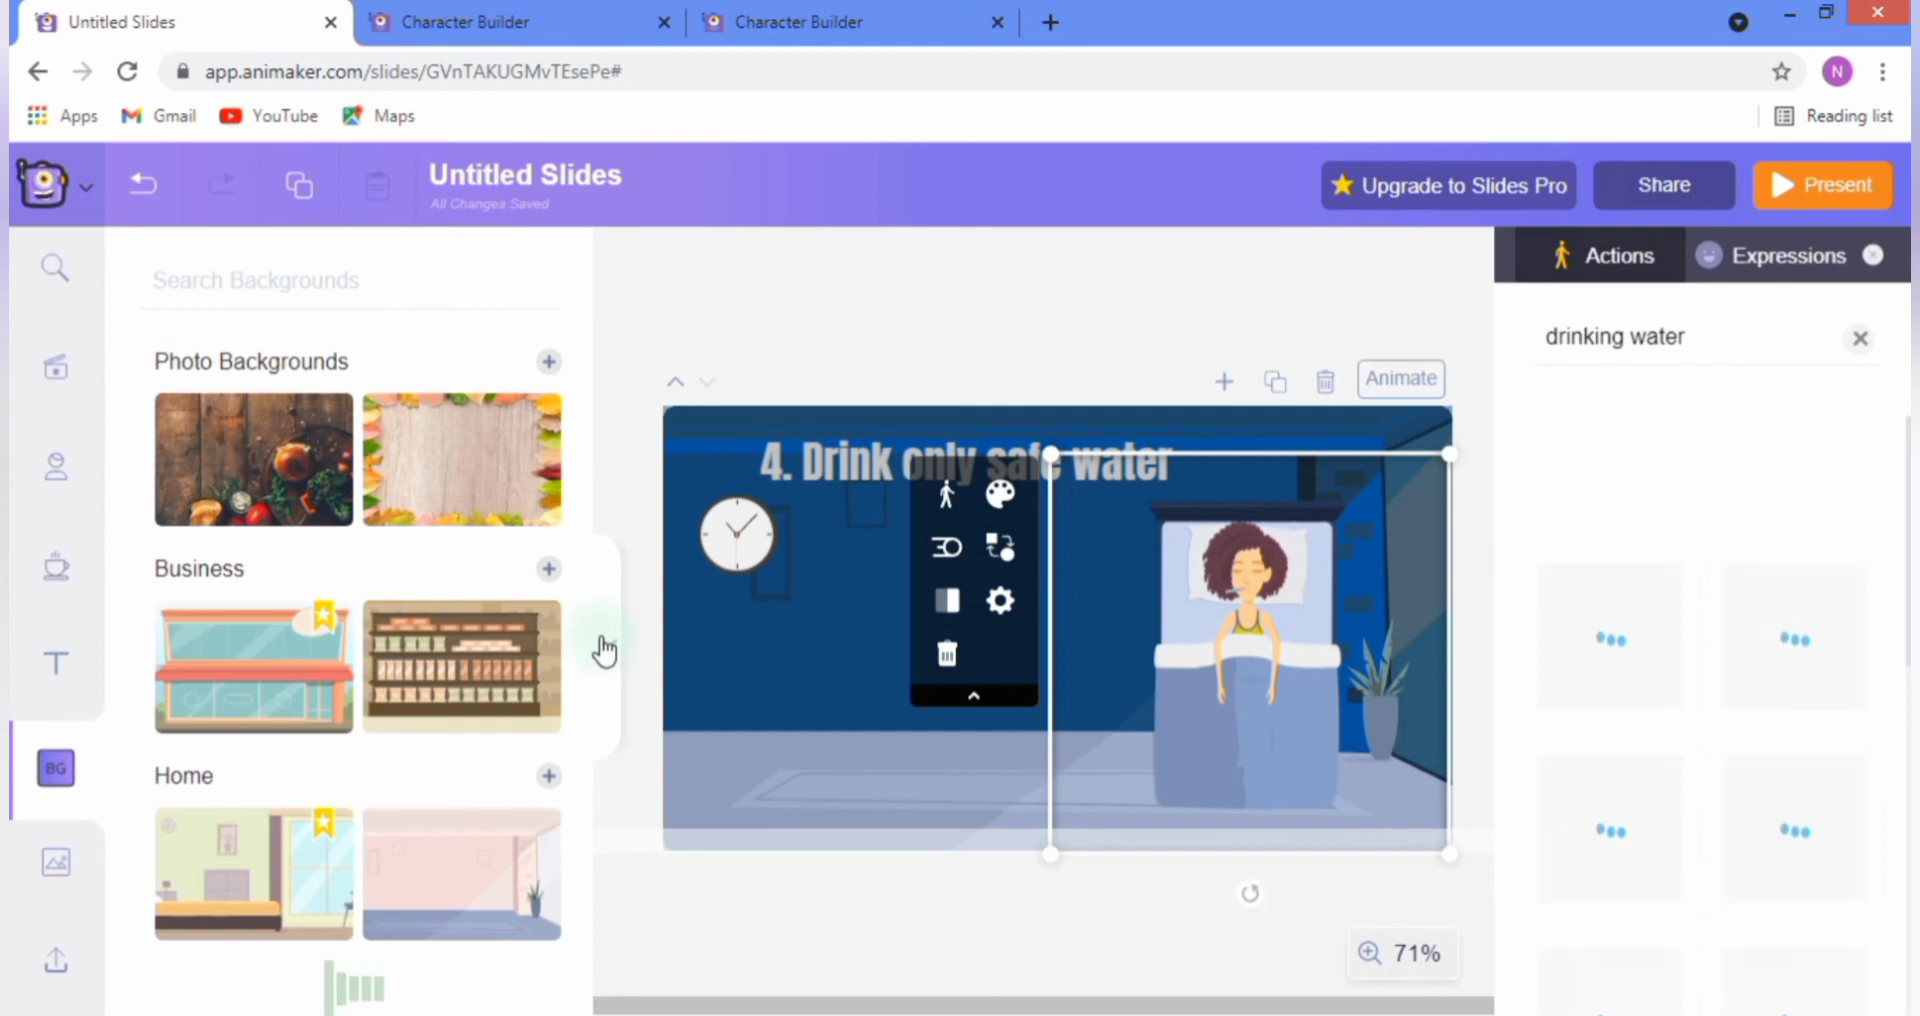 Untitled Slides
Character Builder
Character Builder
app.animaker.com/slides/GVnTAKUGMvTEsePe#
N
Apps
Gmail
YouTube
Maps
Reading list
Untitled Slides
All Changes Saved
Upgrade to Slides Pro
Share
Present
Search Backgrounds
Actions
Expressions
drinking water
Photo Backgrounds
Animate
4. Drink only safe water
Business
BG
Home
71%